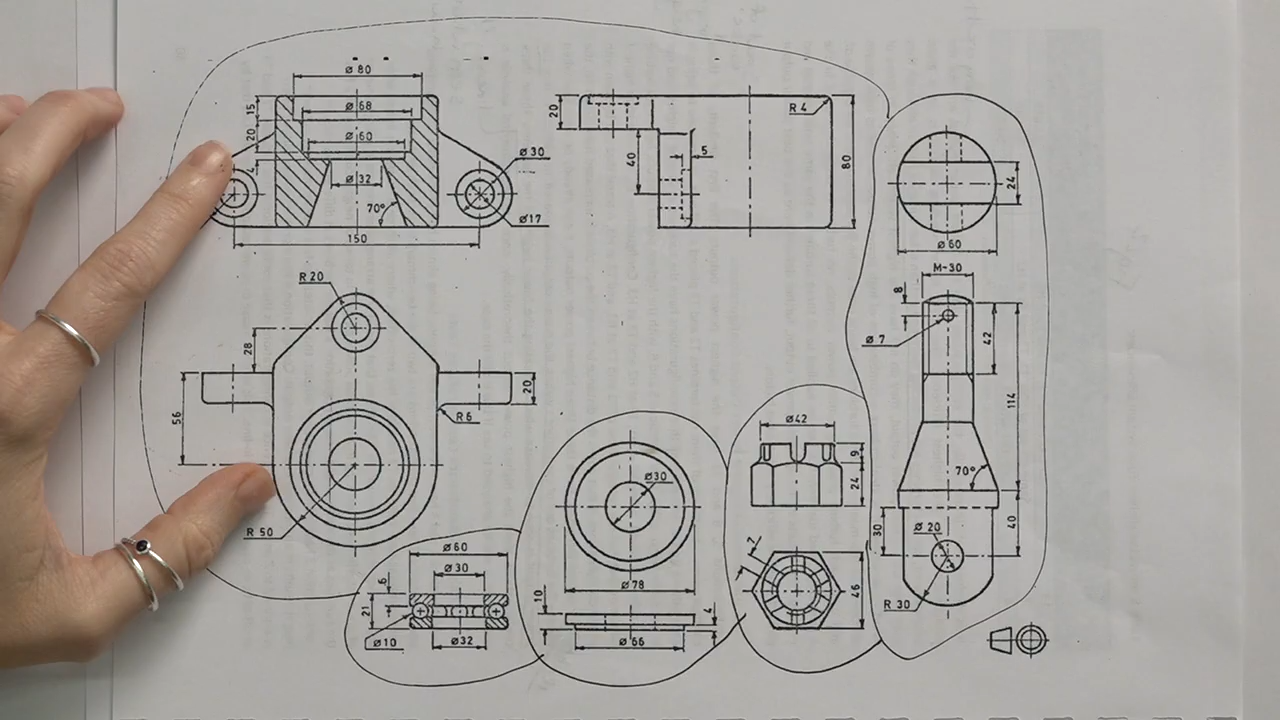 Ø 80
Ø 68
Ø 60
Ø 32
15
20
4
70°
150
Ø 30
Ø 17
20
40
5
R 4
80
24
Ø 60
M-30
8
Ø 7
42
114
70°
30
40
Ø 20
R 30
R 20
28
56
20
R 6
R 50
Ø 60
Ø 30
6
21
Ø 10
Ø 32
Ø 30
Ø 78
10
4
Ø 66
Ø 42
9
24
7
46